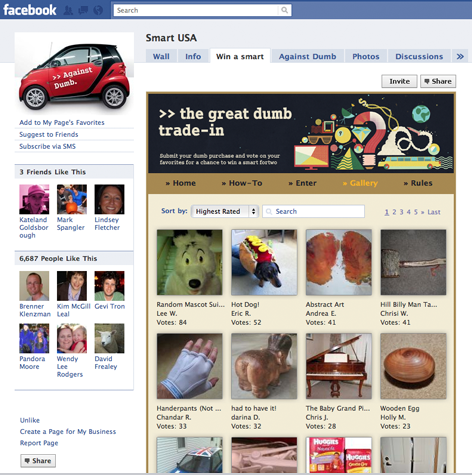 facebook
Search
Smart USA
Wall Info Win a smart Against Dumb Photos Discussions »
Invite Share
>> Against
Dumb.
Add to My Page's Favorites
Suggest to Friends
Subscribe via SMS
3 Friends Like This
Kateland Goldsborough
Mark Spangler
Lindsey Fletcher
6,687 People Like This
Brenner Klenzman
Kim McGill Leal
Gevi Tron
Pandora Moore
Wendy Lee Rodgers
David Frealey
Unlike
Create a Page for My Business
Report Page
Share
>> the great dumb
trade-in
Submit your dumb purchase and vote on your
favorites for a chance to win a smart fortwo
» Home » How-To » Enter » Gallery » Rules
Sort by: Highest Rated Search 1 2 3 4 5 » Last
Random Mascot Sui...
Lee W.
Votes: 84
Hot Dog!
Eric R.
Votes: 52
Abstract Art
Andrea E.
Votes: 41
Hill Billy Man Ta...
Chrisi W.
Votes: 41
Handerpants (Not ...
Chandar R.
Votes: 33
had to have it!
darina D.
Votes: 32
The Baby Grand Pi...
Chris J.
Votes: 28
Wooden Egg
Holly M.
Votes: 23
HUGGIES
HUGGIES